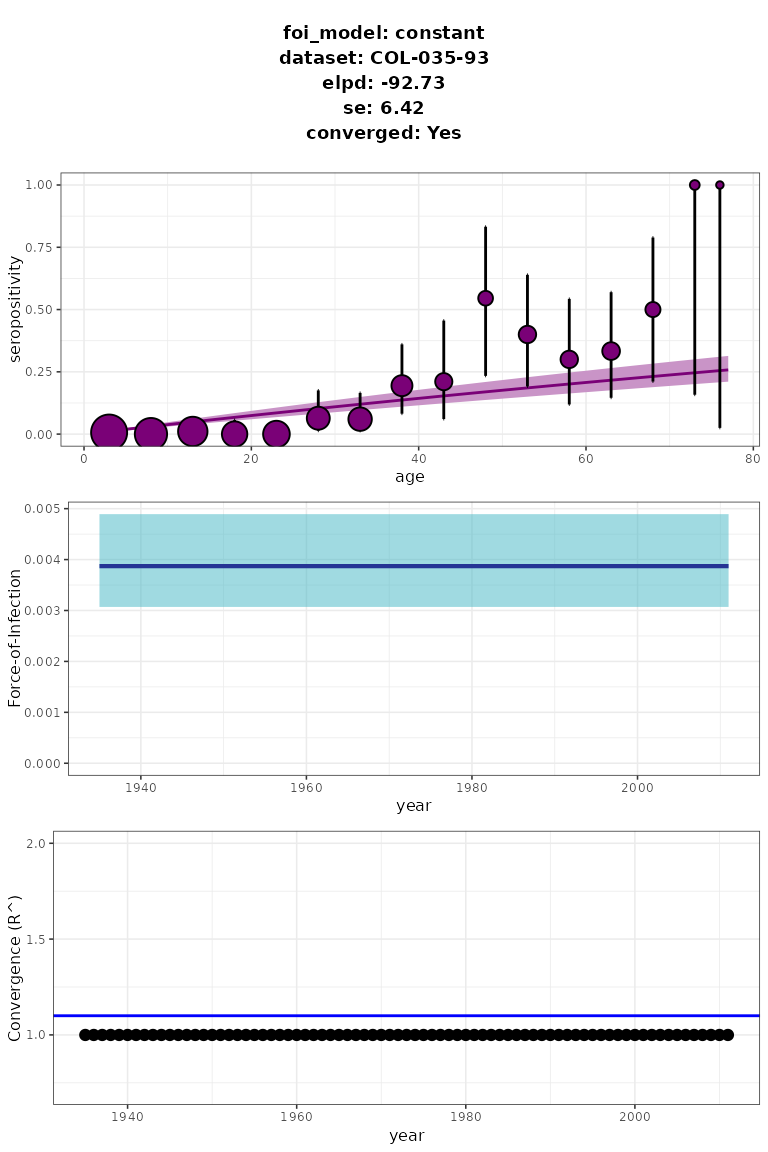 foi_model: constant
dataset: COL-035-93
elpd: -92.73
se: 6.42
converged: Yes
1.00
0.75
0.50
0.25
0.00
seropositivity
0 20 40 60 80
age
0.005
0.004
0.003
0.002
0.001
0.000
Force-of-Infection
1940 1960 1980 2000
year
2.0
1.5
1.0
Convergence (R^)
1940 1960 1980 2000
year